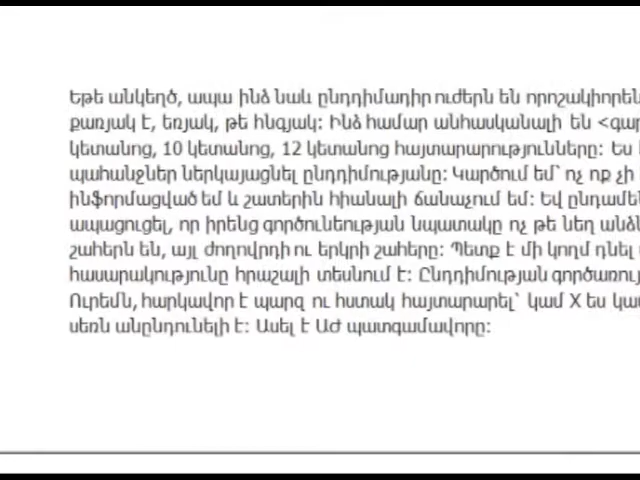 Եթե անկեղծ, ապա ինձ նաև ընդդիմադիր ուժերն են որոշակիորեն
քառյակ է, եռյակ, թե հնգյակ: Ինձ համար անհասկանալի են <գար
կետանոց, 10 կետանոց, 12 կետանոց հայտարարությունները: Ես
պահանջներ ներկայացնել ընդդիմությանը: Կարծում եմ՝ ոչ ոք չի
ինֆորմացված եմ և շատերին հիանալի ճանաչում եմ: Եվ ընդամեն
ապացուցել, որ իրենց գործունեության նպատակը ոչ թե նեղ անձն
շահերն են, այլ ժողովրդի ու երկրի շահերը: Պետք է մի կողմ դնել
հասարակությունը հրաշալի տեսնում է: Ընդդիմության գործառույ
Ուրեմն, հարկավոր է պարզ ու հստակ հայտարարել՝ կամ X ես կա
սեռն անընդունելի է: Ասել է ԱԺ պատգամավորը: